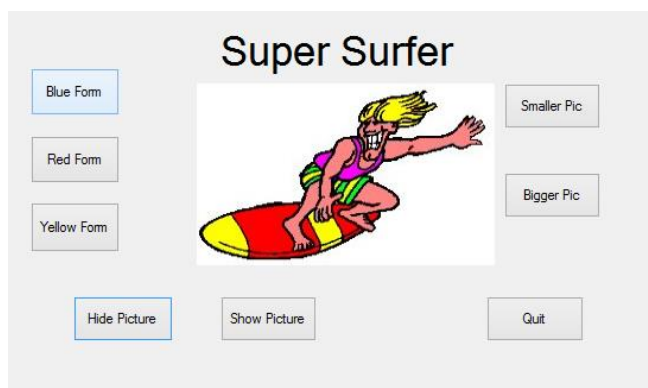 Super Surfer
Blue Form
Smaller Pic
Red Form
Bigger Pic
Yellow Form
Hide Picture
Show Picture
Quit